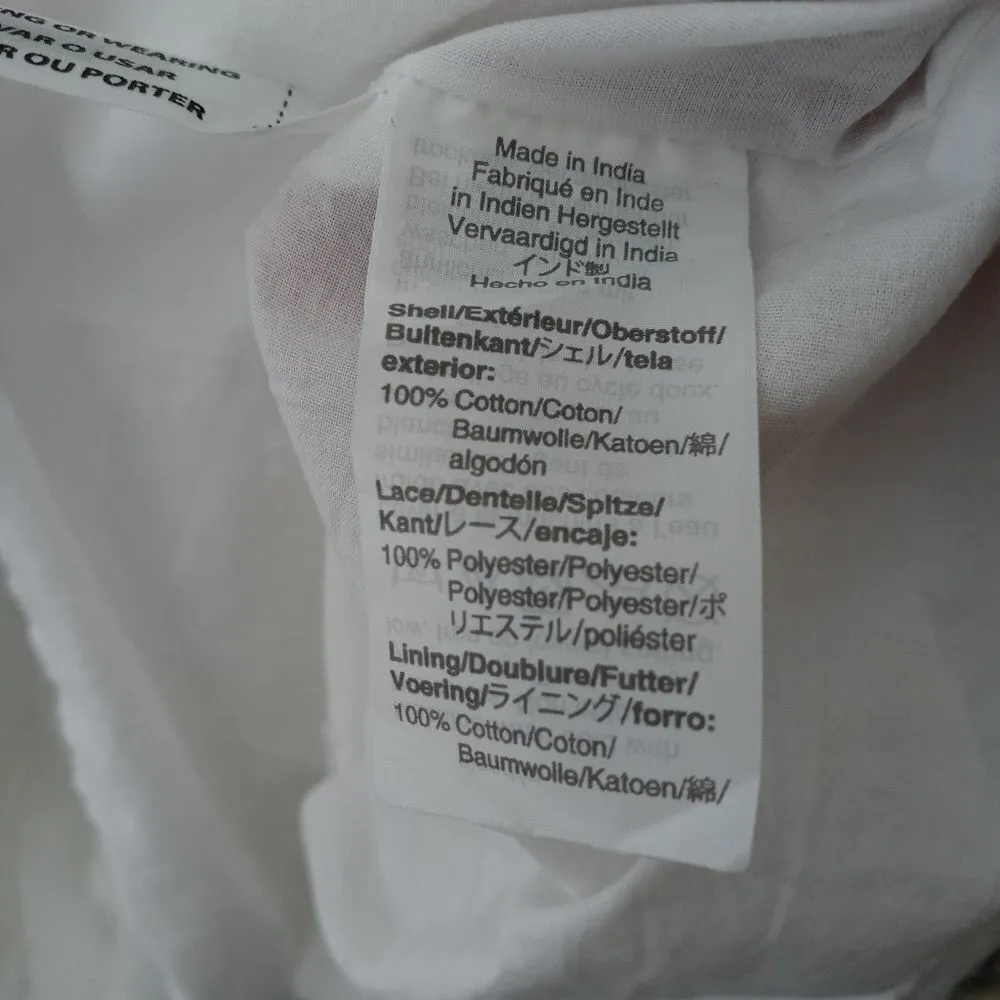 NG OR WEARING
VAR O USAR
R OU PORTER
Made in India
Fabriqué en Inde
in Indien Hergestellt
Vervaardigd in India
インド製
Hecho en India
Shell/Extérieur/Oberstoff/
Buitenkant/シェル/tela
exterior:
100% Cotton/Coton/
Baumwolle/Katoen/綿/
algodón
Lace/Dentelle/Spitze/
Kant/レース/encaje:
100% Polyester/Polyester/
Polyester/Polyester/ポ
リエステル/poliéster
Lining/Doublure/Futter/
Voering/ライニング/forro:
100% Cotton/Coton/
Baumwolle/Katoen/綿/